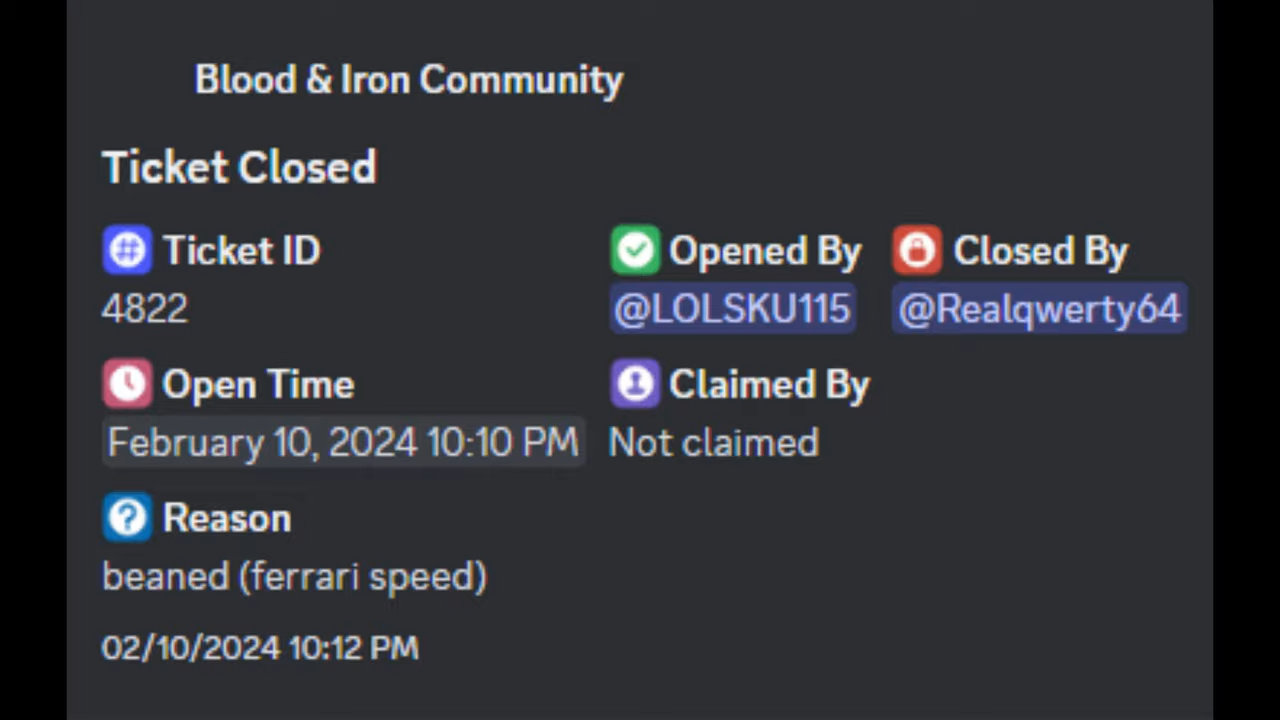 Blood & Iron Community
Ticket Closed
Ticket ID
4822
Opened By
@LOLSKU115
Closed By
@Realqwerty64
Open Time
February 10, 2024 10:10 PM
Claimed By
Not claimed
Reason
beaned (ferrari speed)
02/10/2024 10:12 PM